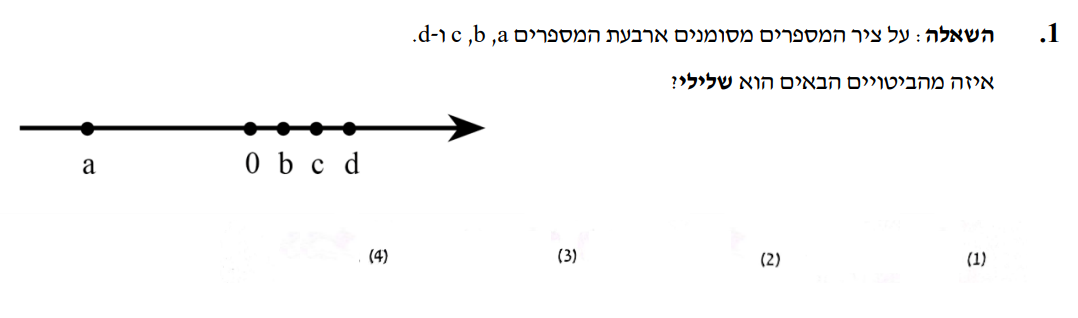 1. השאלה: על ציר המספרים מסומנים ארבעת המספרים a, b, c ו-d.
איזה מהביטויים הבאים הוא שלילי?
a 0 b c d
(1) (2) (3) (4)